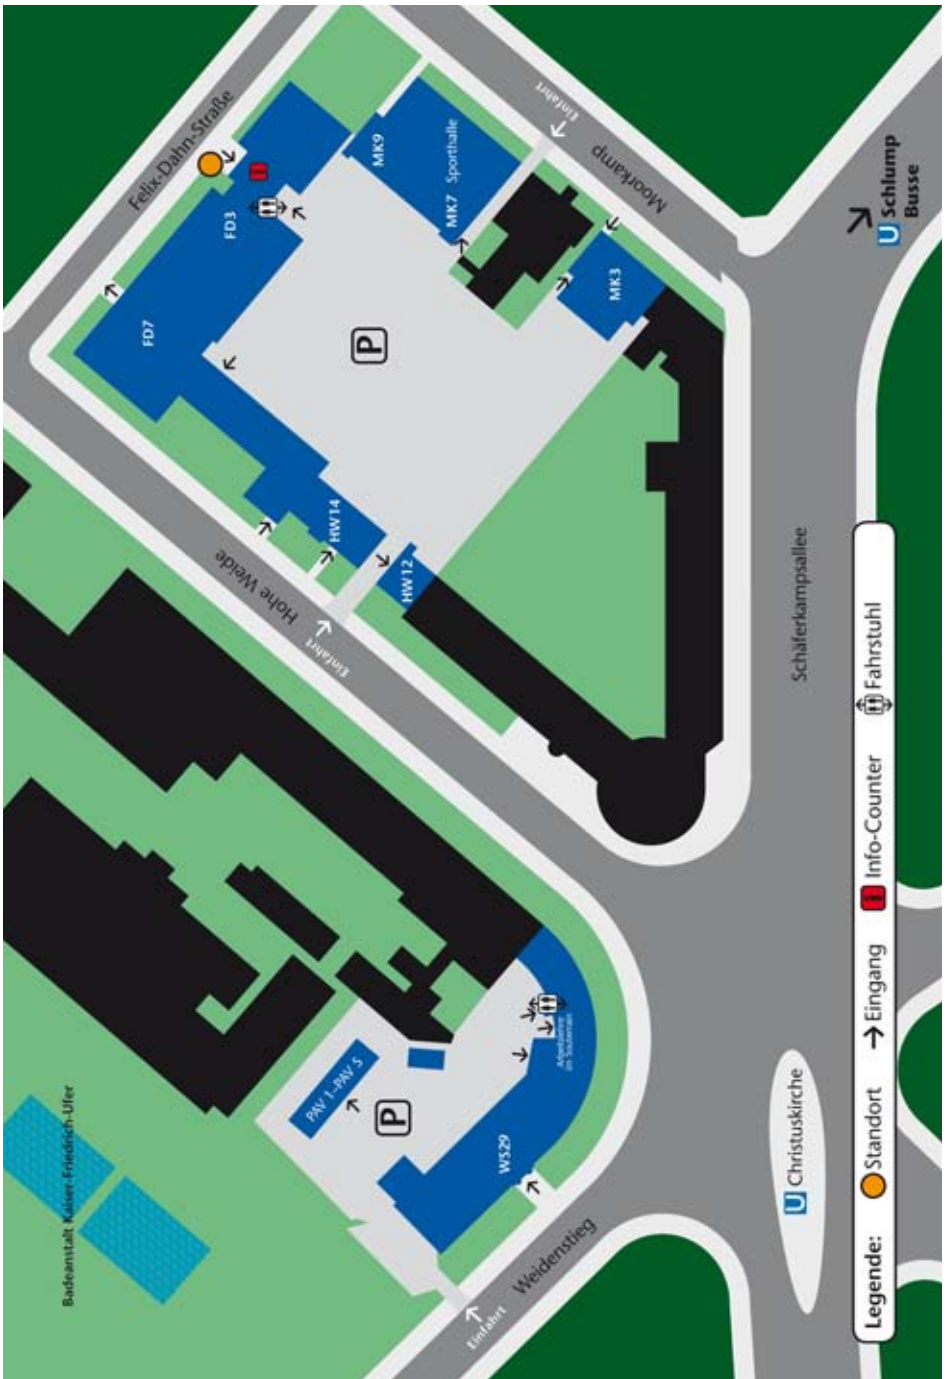 Felix-Dahn-Straße
FD3
FD7
MK9
MK7 Sporthalle
Einfahrt
Moorkamp
MK3
P
HW14
HW12
Hohe Weide
Einfahrt
U Schlump
Busse
Schäferkampsallee
Badeanstalt Kaiser-Friedrich-Ufer
PAV 1–PAV 5
P
WS29
Weidenstieg
Einfahrt
U Christuskirche
Legende: Standort Eingang Info-Counter Fahrstuhl